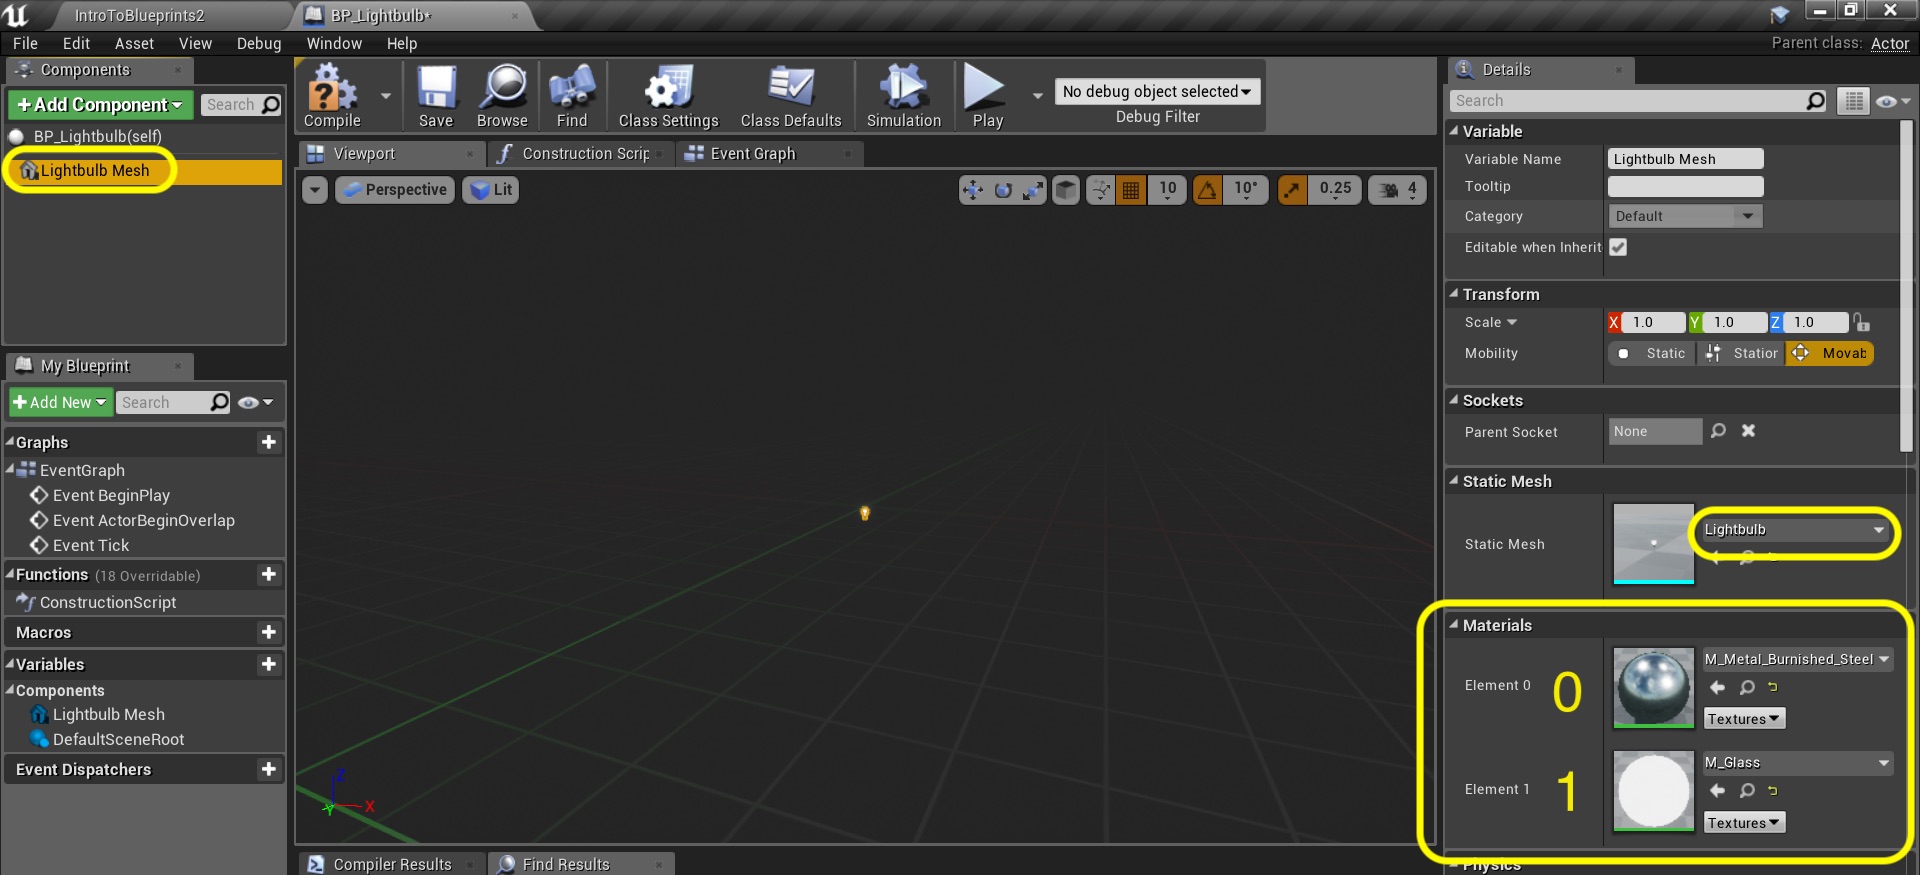 IntroToBlueprints2
BP_Lightbulb*
File Edit Asset View Debug Window Help
Parent class: Actor
Components
+Add Component
Search
BP_Lightbulb(self)
Lightbulb Mesh
My Blueprint
+Add New
Search
Graphs
EventGraph
Event BeginPlay
Event ActorBeginOverlap
Event Tick
Functions (18 Overridable)
ConstructionScript
Macros
Variables
Components
Lightbulb Mesh
DefaultSceneRoot
Event Dispatchers
Compile
Save
Browse
Find
Class Settings
Class Defaults
Simulation
Play
No debug object selected
Debug Filter
Viewport
Construction Scrip
Event Graph
Perspective
Lit
10
10°
0.25
4
Z
Y
X
Compiler Results
Find Results
Details
Search
Variable
Variable Name Lightbulb Mesh
Tooltip
Category Default
Editable when Inherit
Transform
Scale X 1.0 Y 1.0 Z 1.0
Mobility Static Station Movab
Sockets
Parent Socket None
Static Mesh
Static Mesh Lightbulb
Materials
Element 0 0 M_Metal_Burnished_Steel
Textures
Element 1 1 M_Glass
Textures
Physics